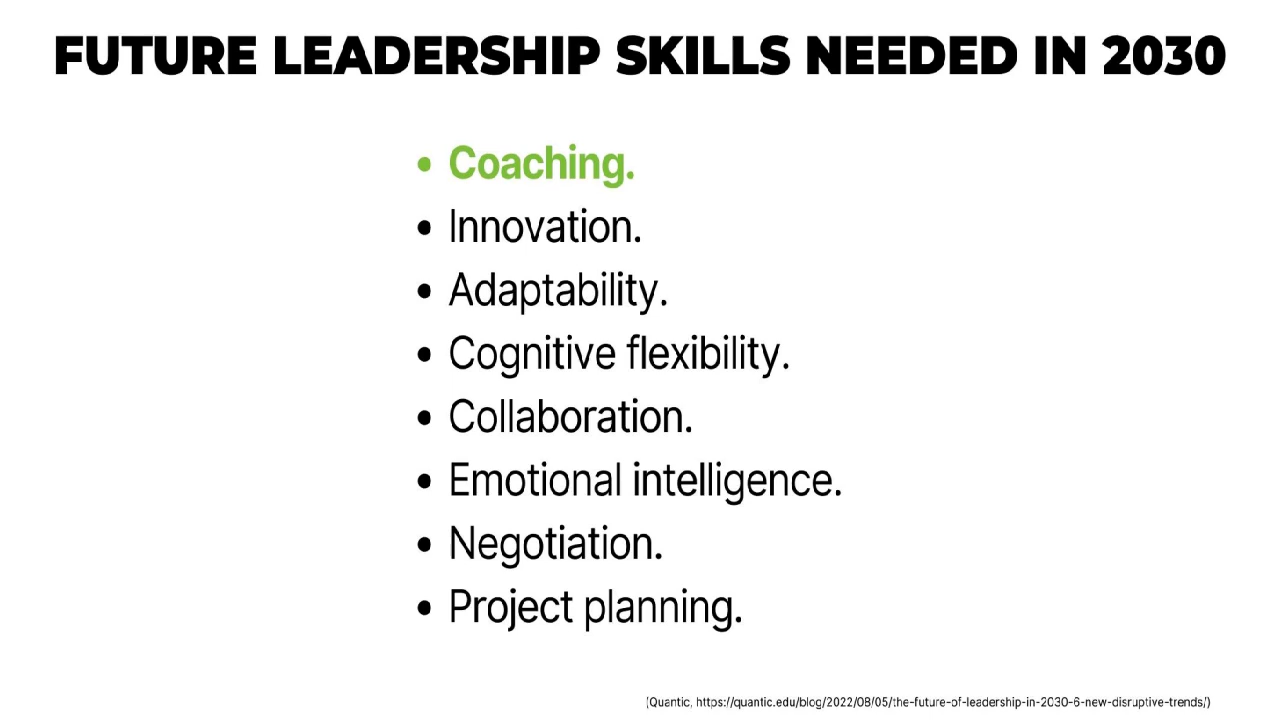 FUTURE LEADERSHIP SKILLS NEEDED IN 2030
• Coaching.
• Innovation.
• Adaptability.
• Cognitive flexibility.
• Collaboration.
• Emotional intelligence.
• Negotiation.
• Project planning.
(Quantic, https://quantic.edu/blog/2022/08/05/the-future-of-leadership-in-2030-6-new-disruptive-trends/)